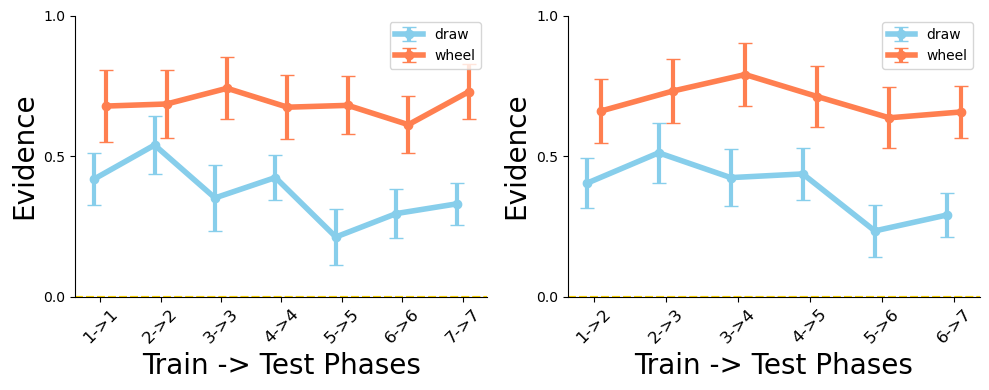 1.0
0.5
0.0
Evidence
draw
wheel
1->1
2->2
3->3
4->4
5->5
6->6
7->7
Train -> Test Phases
1.0
0.5
0.0
Evidence
draw
wheel
1->2
2->3
3->4
4->5
5->6
6->7
Train -> Test Phases